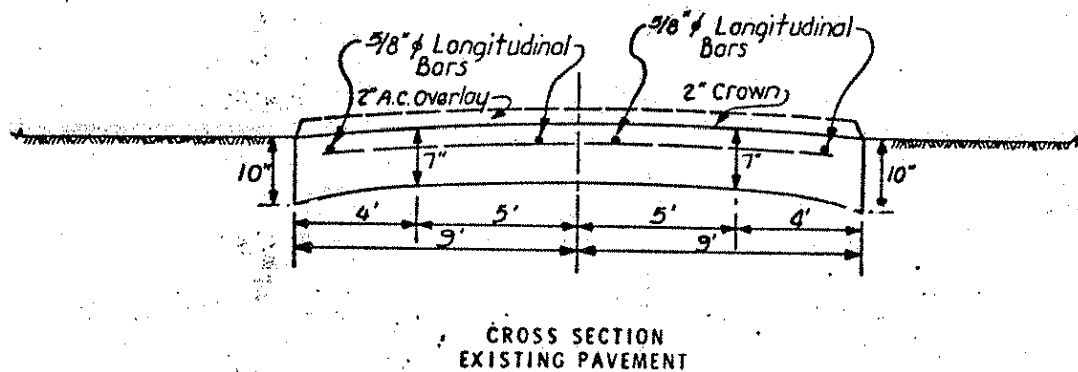 5/8" ϕ Longitudinal
Bars
5/8" ϕ Longitudinal
Bars
2" A.C. Overlay
2" Crown
10"
7"
7"
10"
4'
5'
5'
4'
9'
9'
CROSS SECTION
EXISTING PAVEMENT